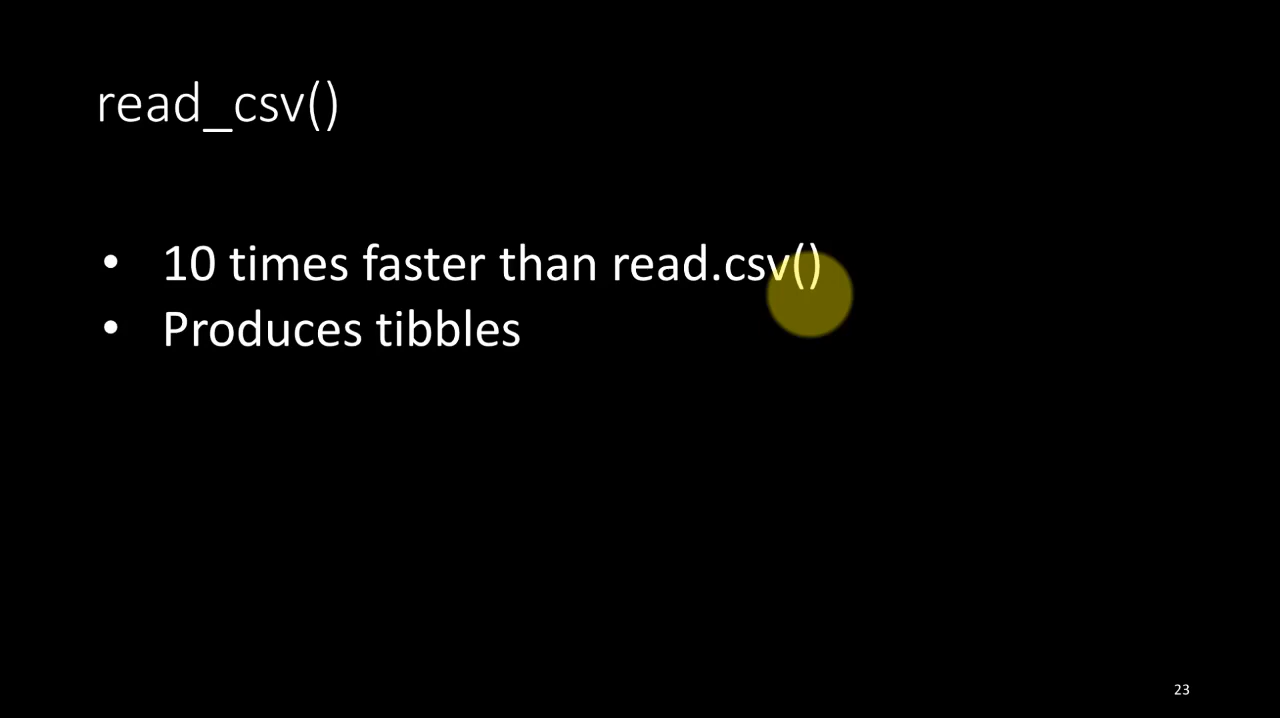 read_csv()
• 10 times faster than read.csv()
• Produces tibbles
23